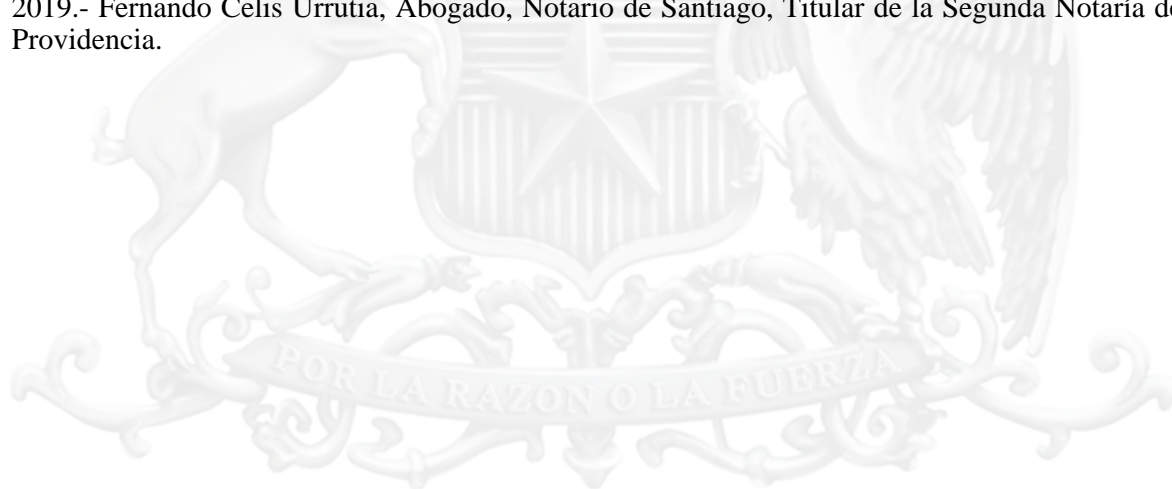 2019.- Fernando Celis Urrutia, Abogado, Notario de Santiago, Titular de la Segunda Notaría de
Providencia.
POR LA RAZON O LA FUERZA